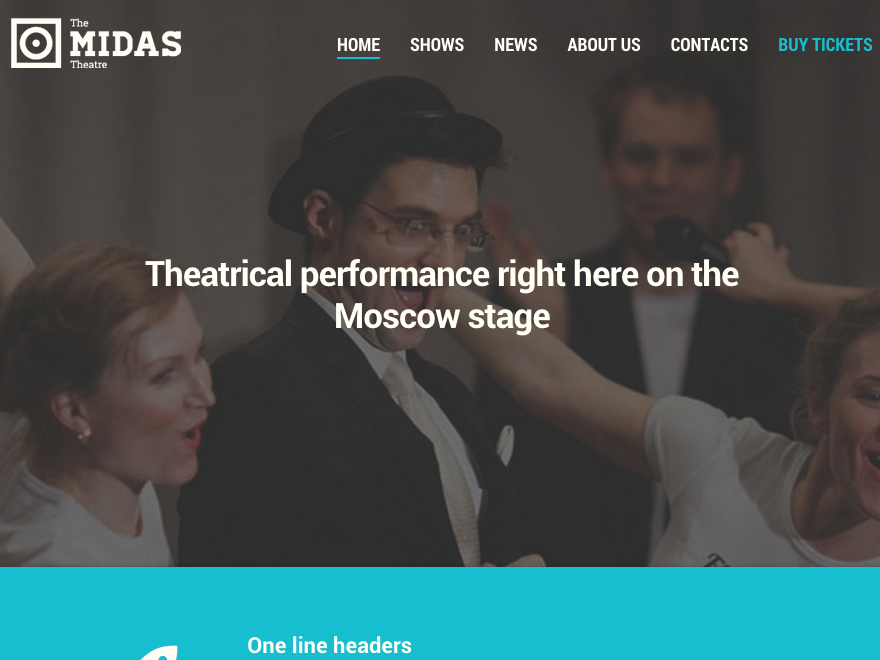 The
MIDAS
Theatre
HOME SHOWS NEWS ABOUT US CONTACTS BUY TICKETS
Theatrical performance right here on the
Moscow stage
One line headers